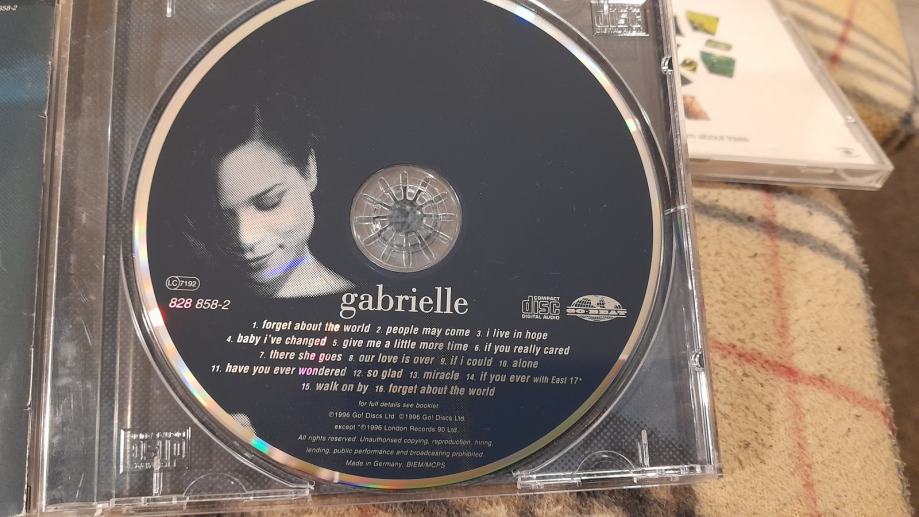 858-2
LC 7192
828 858-2
gabrielle
COMPACT
disc
DIGITAL AUDIO
GO·BEAT
1. forget about the world 2. people may come 3. i live in hope
4. baby i've changed 5. give me a little more time 6. if you really cared
7. there she goes 8. our love is over 9. if i could 10. alone
11. have you ever wondered 12. so glad 13. miracle 14. if you ever with East 17*
15. walk on by 16. forget about the world
for full details see booklet
℗1996 Go! Discs Ltd. ©1996 Go! Discs Ltd.
except *℗1996 London Records 90 Ltd.
All rights reserved. Unauthorised copying, reproduction, hiring,
lending, public performance and broadcasting prohibited.
Made in Germany. BIEM/MCPS